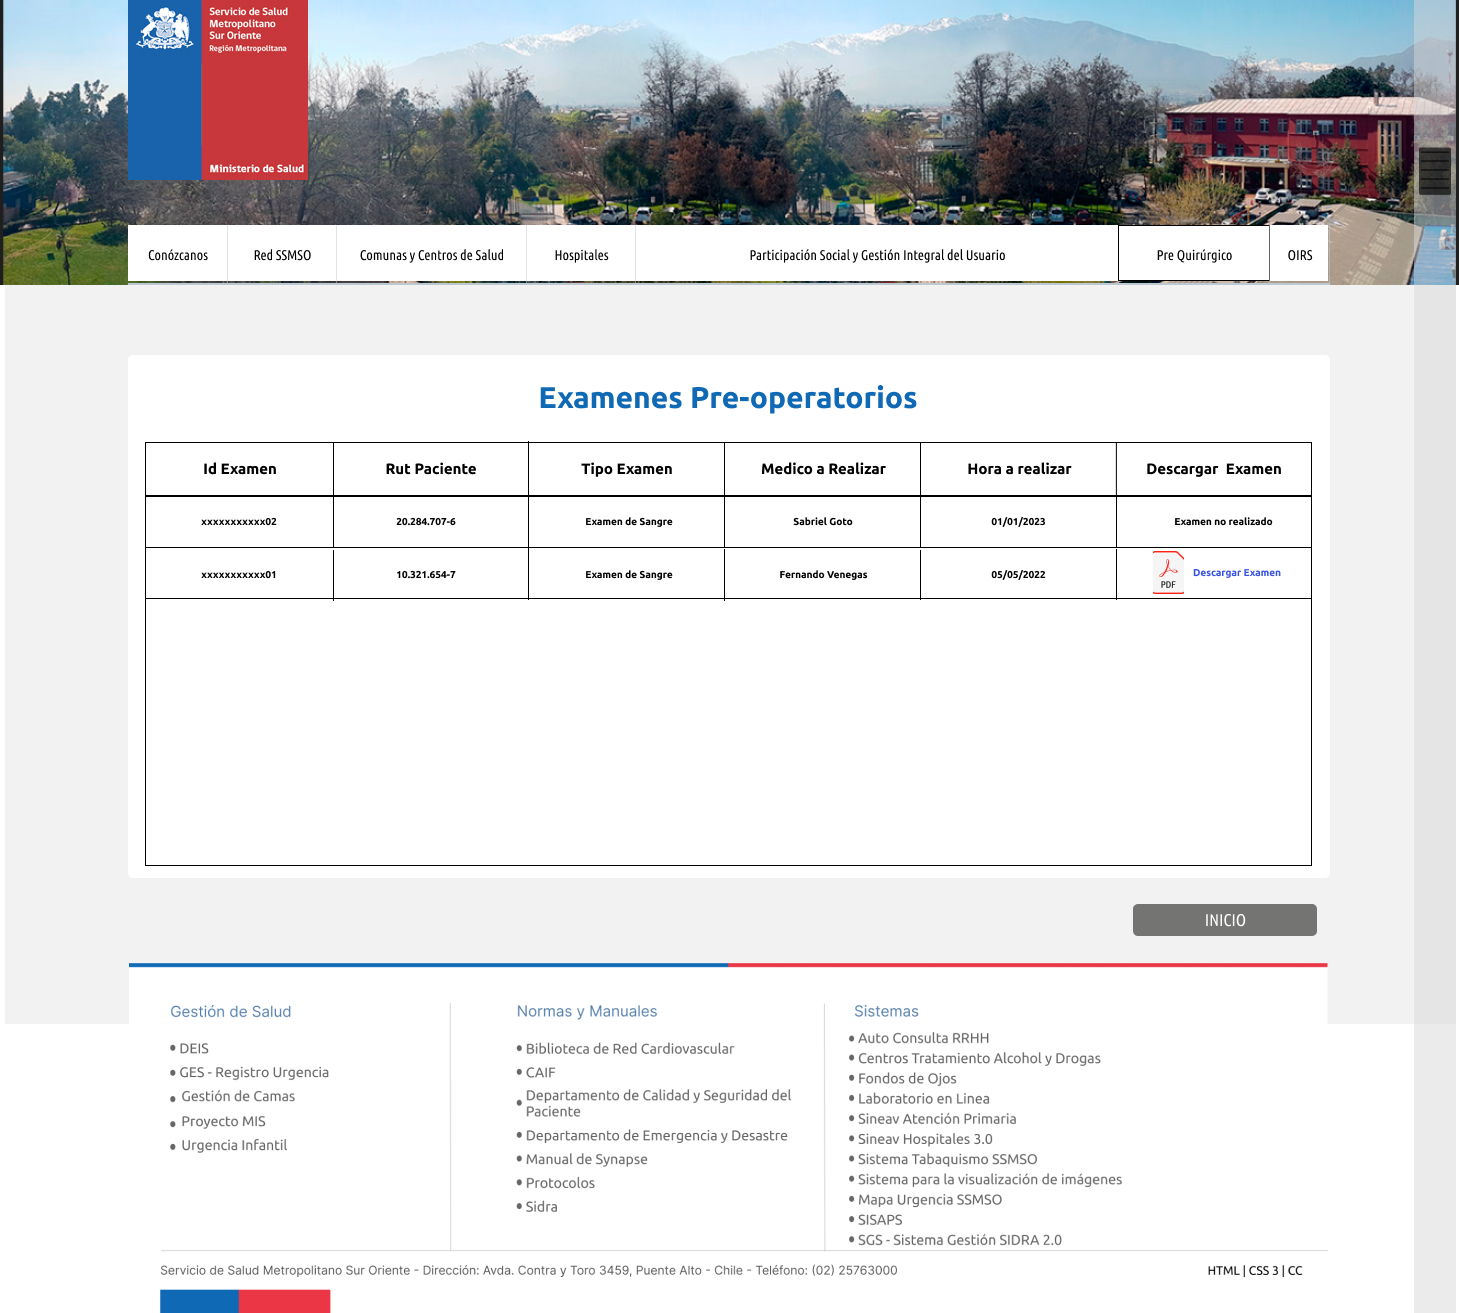 Servicio de Salud
Metropolitano
Sur Oriente
Región Metropolitana
Ministerio de Salud
Conózcanos Red SSMSO Comunas y Centros de Salud Hospitales Participación Social y Gestión Integral del Usuario Pre Quirúrgico OIRS
Examenes Pre-operatorios
Id Examen Rut Paciente Tipo Examen Medico a Realizar Hora a realizar Descargar Examen
xxxxxxxxxxx02 20.284.707-6 Examen de Sangre Sabriel Goto 01/01/2023 Examen no realizado
xxxxxxxxxxx01 10.321.654-7 Examen de Sangre Fernando Venegas 05/05/2022 PDF Descargar Examen
INICIO
Gestión de Salud
DEIS
GES - Registro Urgencia
Gestión de Camas
Proyecto MIS
Urgencia Infantil
Normas y Manuales
Biblioteca de Red Cardiovascular
CAIF
Departamento de Calidad y Seguridad del
Paciente
Departamento de Emergencia y Desastre
Manual de Synapse
Protocolos
Sidra
Sistemas
Auto Consulta RRHH
Centros Tratamiento Alcohol y Drogas
Fondos de Ojos
Laboratorio en Linea
Sineav Atención Primaria
Sineav Hospitales 3.0
Sistema Tabaquismo SSMSO
Sistema para la visualización de imágenes
Mapa Urgencia SSMSO
SISAPS
SGS - Sistema Gestión SIDRA 2.0
Servicio de Salud Metropolitano Sur Oriente - Dirección: Avda. Contra y Toro 3459, Puente Alto - Chile - Teléfono: (02) 25763000
HTML | CSS 3 | CC